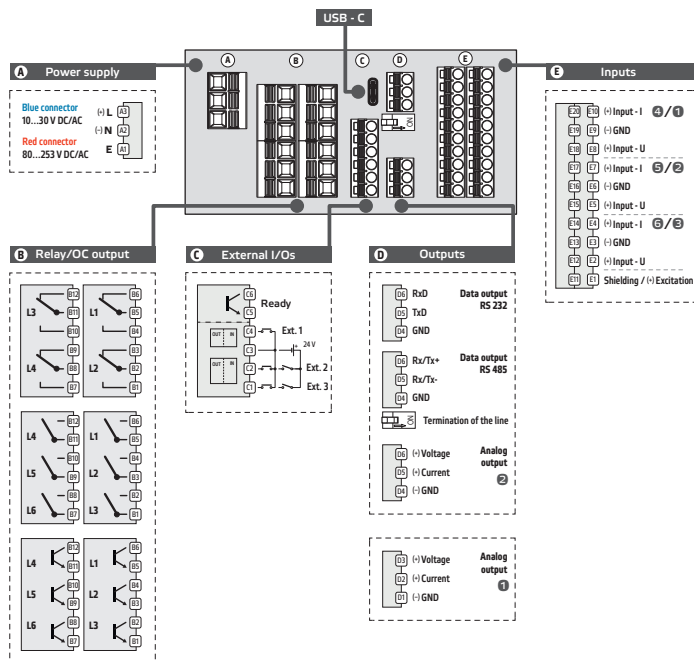 USB - C
A
B
C
D
E
ON
A Power supply
Blue connector
10...30 V DC/AC
Red connector
80...253 V DC/AC
(+) L A3
(-) N A2
E A1
E Inputs
E20 E10 (+) Input - I 4 / 1
E19 E9 (-) GND
E18 E8 (+) Input - U
E17 E7 (+) Input - I 5 / 2
E16 E6 (-) GND
E15 E5 (+) Input - U
E14 E4 (+) Input - I 6 / 3
E13 E3 (-) GND
E12 E2 (+) Input - U
E11 E1 Shielding / (+) Excitation
B Relay/OC output
B12 B6
L3 B11 L1 B5
B10 B4
B9 B3
L4 B8 L2 B2
B7 B1
B12 B6
L4 B11 L1 B5
B10 B4
L5 B9 L2 B3
B8 B2
L6 B7 L3 B1
B12 B6
L4 B11 L1 B5
B10 B4
L5 B9 L2 B3
B8 B2
L6 B7 L3 B1
C External I/Os
C6
Ready
C5
OUT IN C4 Ext. 1
C3 + 24 V
OUT IN C2 Ext. 2
C1 Ext. 3
D Outputs
D6 RxD Data output
D5 TxD RS 232
D4 GND
D6 Rx/Tx+ Data output
D5 Rx/Tx- RS 485
D4 GND
ON Termination of the line
D6 (+) Voltage Analog
D5 (+) Current output
D4 (-) GND 2
D3 (+) Voltage Analog
D2 (+) Current output
D1 (-) GND 1